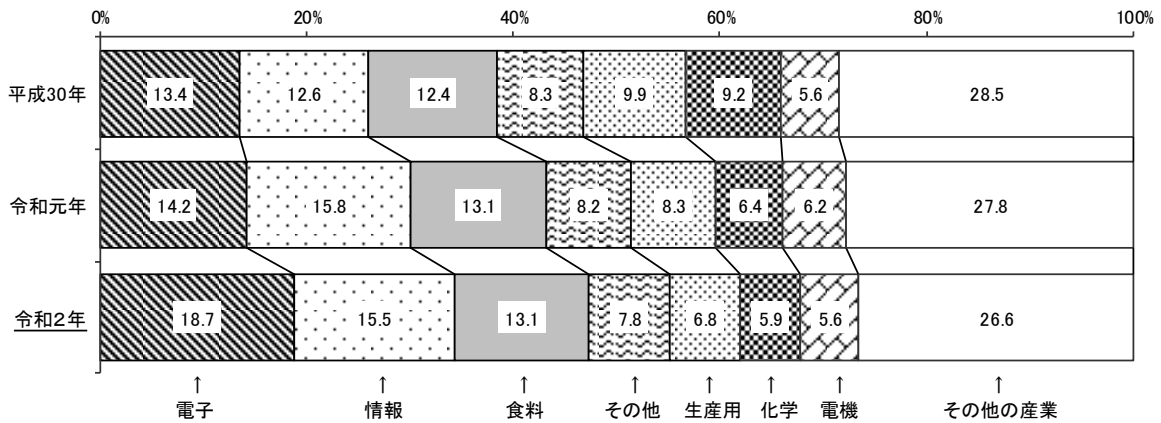 0% 20% 40% 60% 80% 100%
平成30年 13.4 12.6 12.4 8.3 9.9 9.2 5.6 28.5
令和元年 14.2 15.8 13.1 8.2 8.3 6.4 6.2 27.8
令和2年 18.7 15.5 13.1 7.8 6.8 5.9 5.6 26.6
↑ ↑ ↑ ↑ ↑ ↑ ↑ ↑
電子 情報 食料 その他 生産用 化学 電機 その他の産業